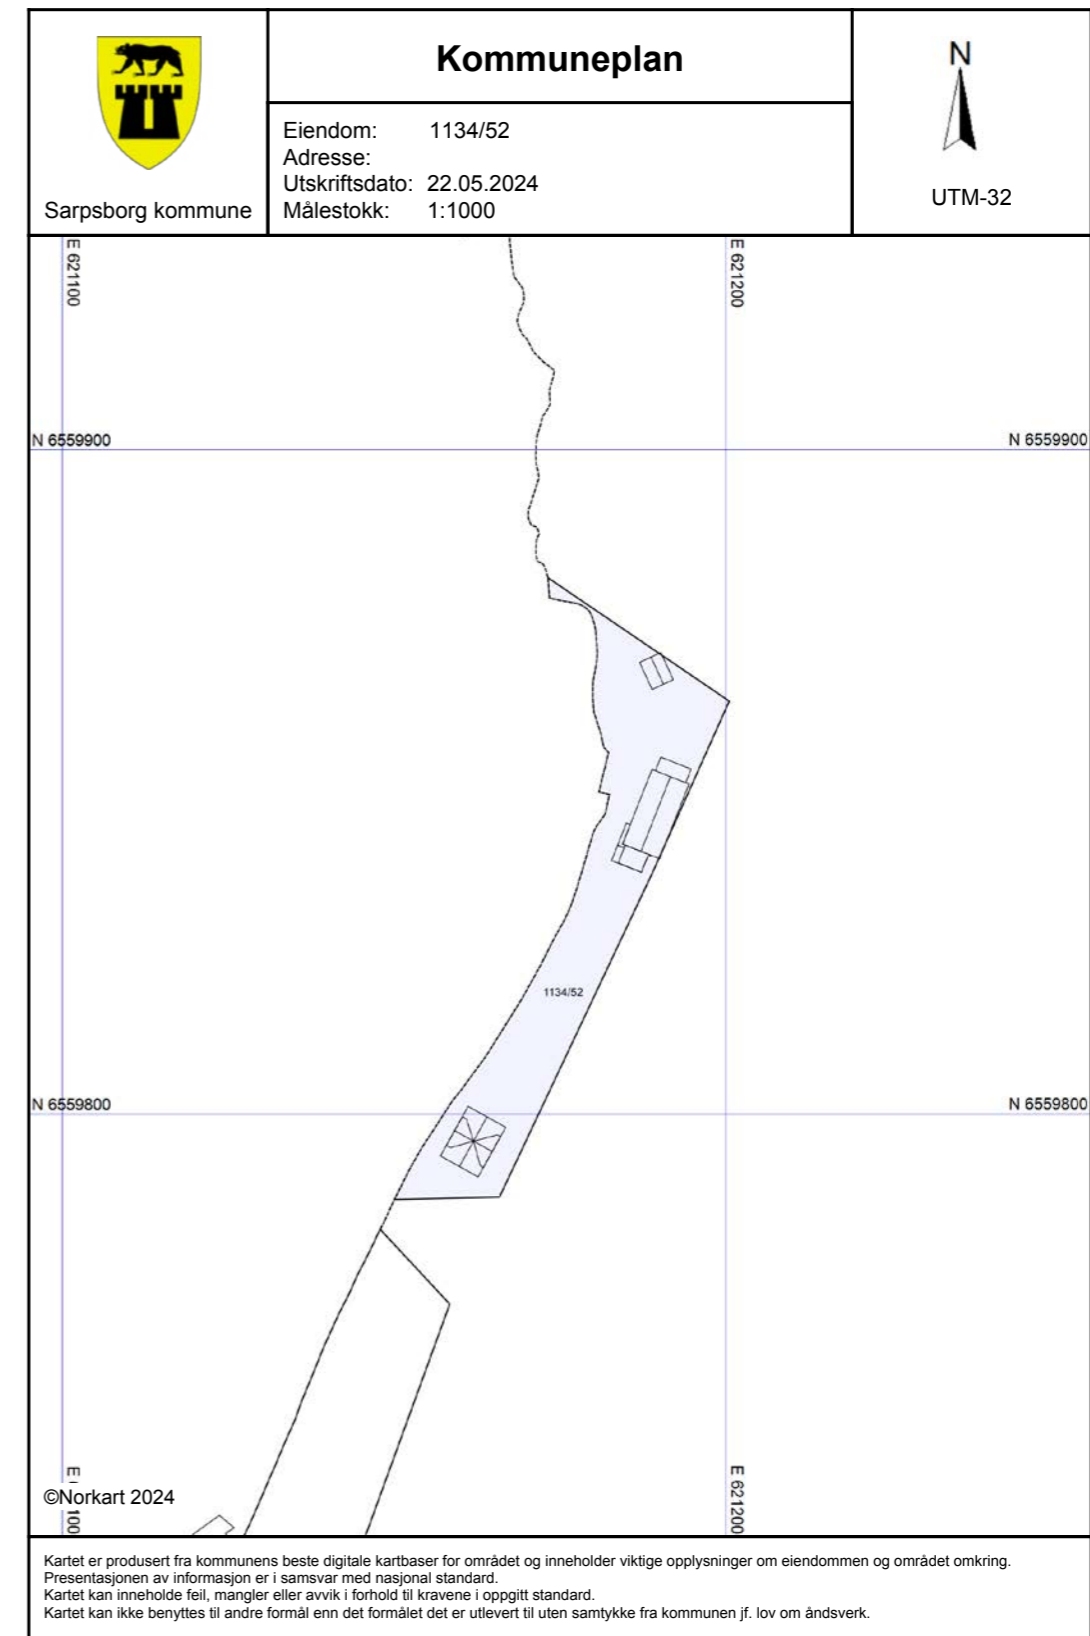 Sarpsborg kommune
Kommuneplan
Eiendom: 1134/52
Adresse:
Utskriftsdato: 22.05.2024
Målestokk: 1:1000
N
UTM-32
E 621100
E 621200
N 6559900
N 6559900
1134/52
N 6559800
N 6559800
E 100
E 621200
©Norkart 2024
Kartet er produsert fra kommunens beste digitale kartbaser for området og inneholder viktige opplysninger om eiendommen og området omkring.
Presentasjonen av informasjon er i samsvar med nasjonal standard.
Kartet kan inneholde feil, mangler eller avvik i forhold til kravene i oppgitt standard.
Kartet kan ikke benyttes til andre formål enn det formålet det er utlevert til uten samtykke fra kommunen jf. lov om åndsverk.